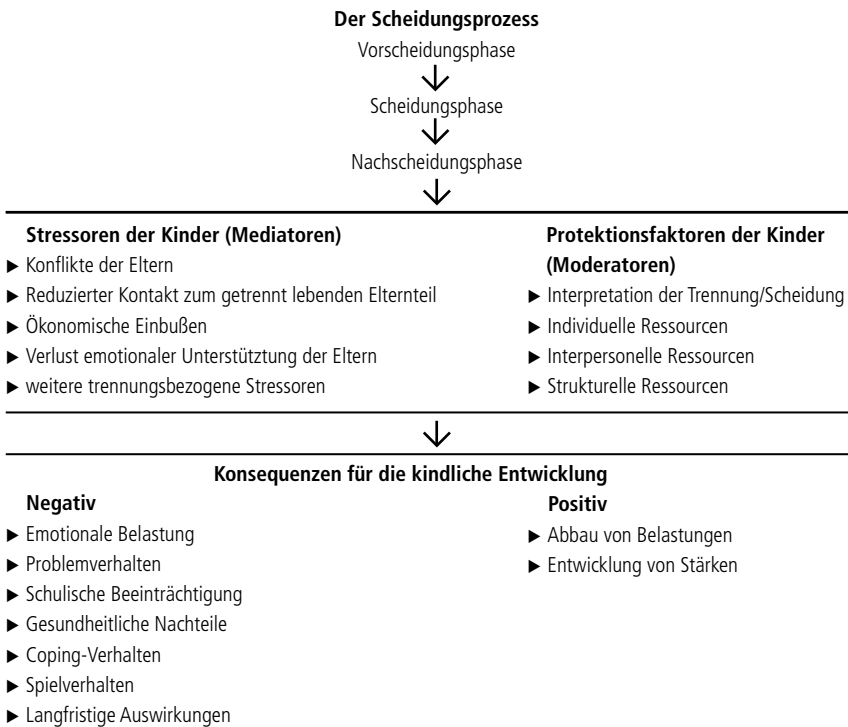 Der Scheidungsprozess
Vorscheidungsphase
Scheidungsphase
Nachscheidungsphase
Stressoren der Kinder (Mediatoren)
▶ Konflikte der Eltern
▶ Reduzierter Kontakt zum getrennt lebenden Elternteil
▶ Ökonomische Einbußen
▶ Verlust emotionaler Unterstütztung der Eltern
▶ weitere trennungsbezogene Stressoren
Protektionsfaktoren der Kinder
(Moderatoren)
▶ Interpretation der Trennung/Scheidung
▶ Individuelle Ressourcen
▶ Interpersonelle Ressourcen
▶ Strukturelle Ressourcen
Konsequenzen für die kindliche Entwicklung
Negativ
▶ Emotionale Belastung
▶ Problemverhalten
▶ Schulische Beeinträchtigung
▶ Gesundheitliche Nachteile
▶ Coping-Verhalten
▶ Spielverhalten
▶ Langfristige Auswirkungen
Positiv
▶ Abbau von Belastungen
▶ Entwicklung von Stärken